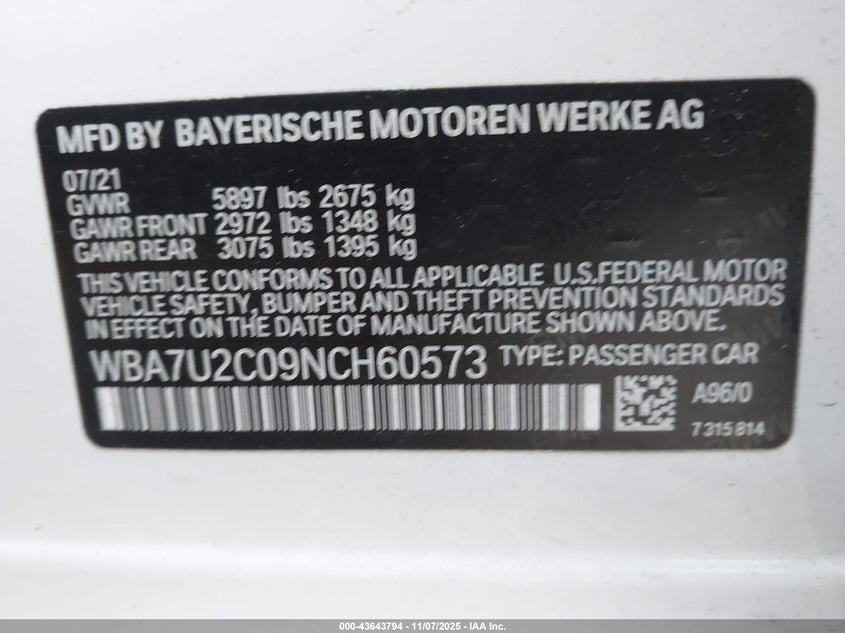 MFD BY BAYERISCHE MOTOREN WERKE AG
07/21
GVWR 5897 lbs 2675 kg
GAWR FRONT 2972 lbs 1348 kg
GAWR REAR 3075 lbs 1395 kg
THIS VEHICLE CONFORMS TO ALL APPLICABLE U.S.FEDERAL MOTOR
VEHICLE SAFETY, BUMPER AND THEFT PREVENTION STANDARDS
IN EFFECT ON THE DATE OF MANUFACTURE SHOWN ABOVE.
WBA7U2C09NCH60573 TYPE: PASSENGER CAR
A96/0
7315814
000-43643794 — 11/07/2025 - IAA Inc.